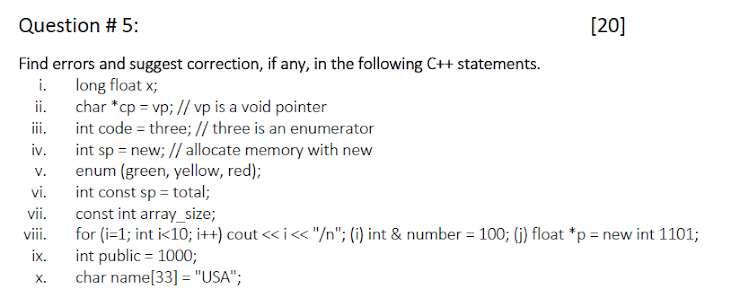 Question # 5: [20]
Find errors and suggest correction, if any, in the following C++ statements.
i. long float x;
ii. char *cp = vp; // vp is a void pointer
iii. int code = three; // three is an enumerator
iv. int sp = new; // allocate memory with new
v. enum (green, yellow, red);
vi. int const sp = total;
vii. const int array_size;
viii. for (i=1; int i<10; i++) cout << i << "/n"; (i) int & number = 100; (j) float *p = new int 1101;
ix. int public = 1000;
x. char name[33] = "USA";